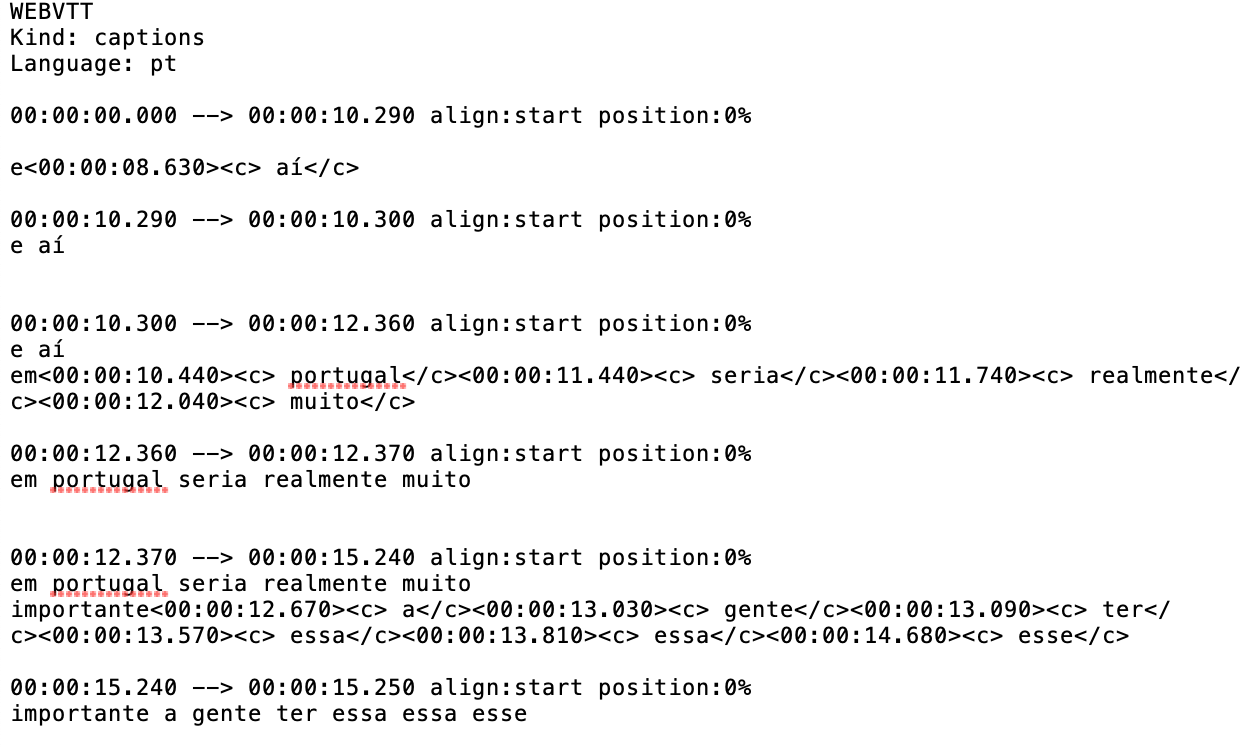 WEBVTT
Kind: captions
Language: pt
00:00:00.000 --> 00:00:10.290 align:start position:0%
e<00:00:08.630><c> aí</c>
00:00:10.290 --> 00:00:10.300 align:start position:0%
e aí
00:00:10.300 --> 00:00:12.360 align:start position:0%
e aí
em<00:00:10.440><c> portugal</c><00:00:11.440><c> seria</c><00:00:11.740><c> realmente</
c><00:00:12.040><c> muito</c>
00:00:12.360 --> 00:00:12.370 align:start position:0%
em portugal seria realmente muito
00:00:12.370 --> 00:00:15.240 align:start position:0%
em portugal seria realmente muito
importante<00:00:12.670><c> a</c><00:00:13.030><c> gente</c><00:00:13.090><c> ter</
c><00:00:13.570><c> essa</c><00:00:13.810><c> essa</c><00:00:14.680><c> esse</c>
00:00:15.240 --> 00:00:15.250 align:start position:0%
importante a gente ter essa essa esse